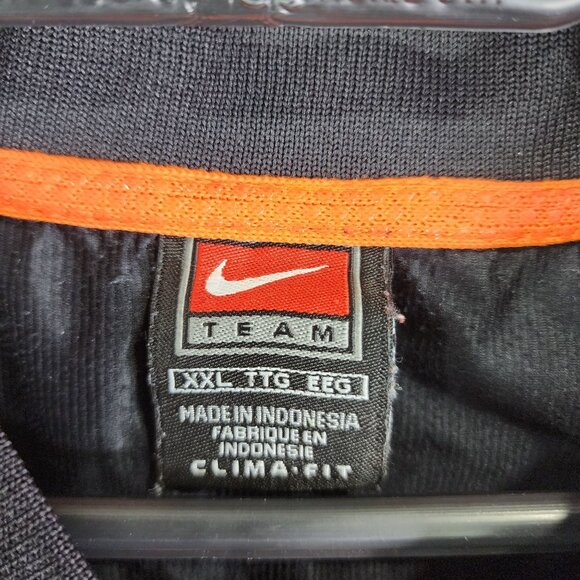 TEAM
XXL TTG EEG
MADE IN INDONESIA
FABRIQUE EN
INDONESIE
CLIMA·FIT